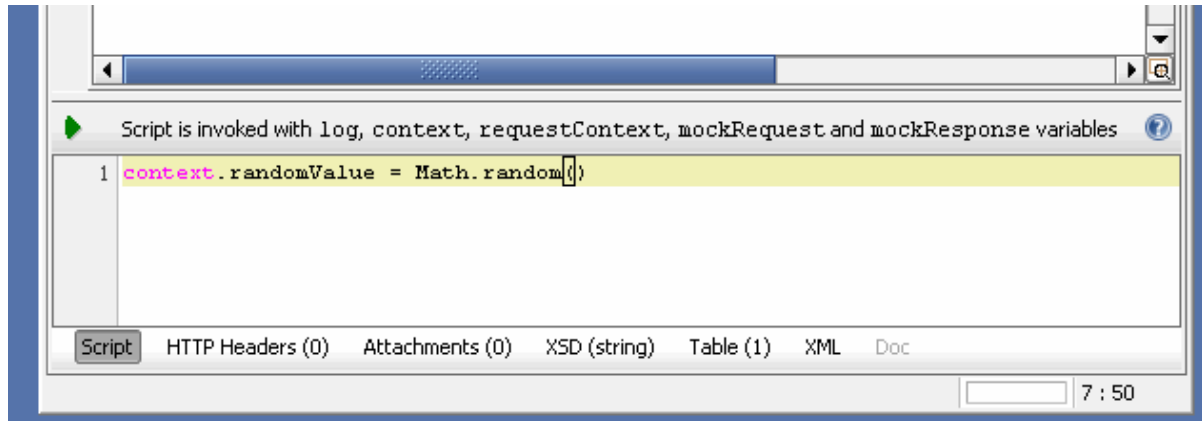 Script is invoked with log, context, requestContext, mockRequest and mockResponse variables
1 context.randomValue = Math.random()
Script HTTP Headers (0) Attachments (0) XSD (string) Table (1) XML Doc
7 : 50